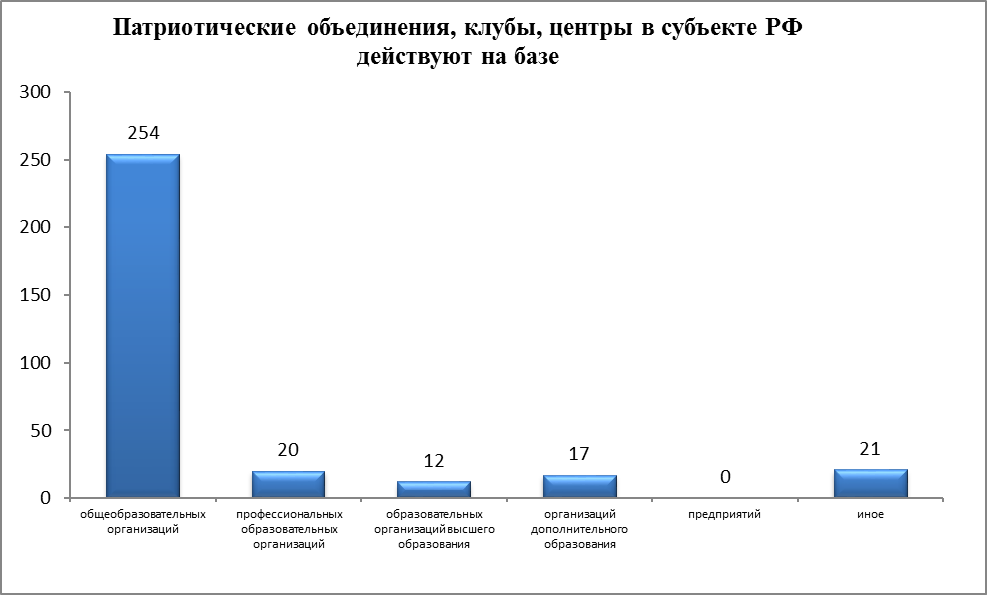 Патриотические объединения, клубы, центры в субъекте РФ
действуют на базе
300
250
200
150
100
50
0
254
20
12
17
0
21
общеобразовательных
организаций
профессиональных
образовательных
организаций
образовательных
организаций высшего
образования
организаций
дополнительного
образования
предприятий
иное